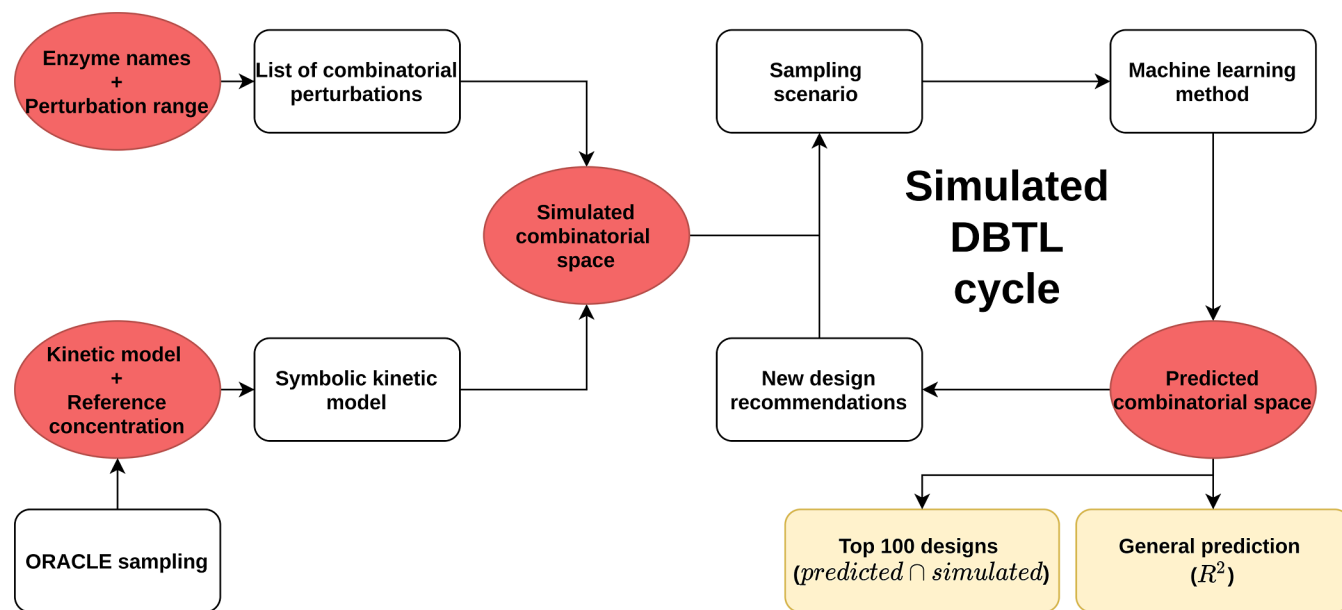 Enzyme names
+
Perturbation range
List of combinatorial
perturbations
Sampling
scenario
Machine learning
method
Simulated
combinatorial
space
Simulated
DBTL
cycle
Kinetic model
+
Reference
concentration
Symbolic kinetic
model
New design
recommendations
Predicted
combinatorial space
ORACLE sampling
Top 100 designs
(predicted ∩ simulated)
General prediction
(R²)